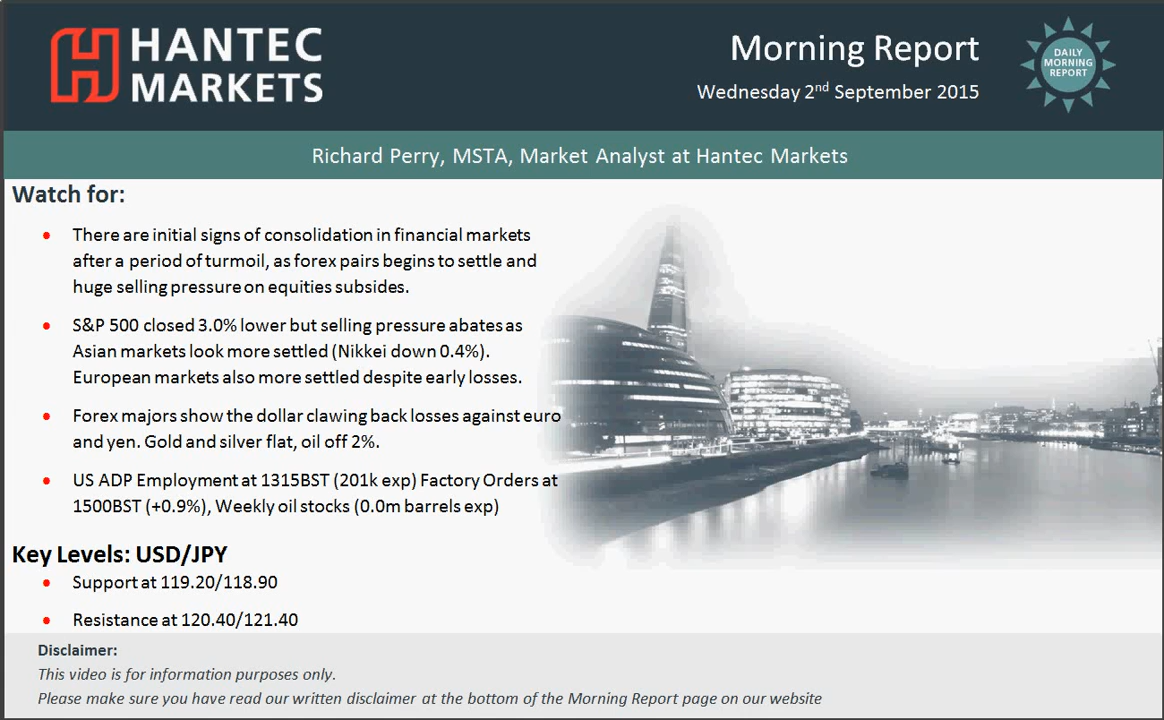 HANTEC
MARKETS
Morning Report
Wednesday 2nd September 2015
DAILY
MORNING
REPORT
Richard Perry, MSTA, Market Analyst at Hantec Markets
Watch for:
• There are initial signs of consolidation in financial markets
after a period of turmoil, as forex pairs begins to settle and
huge selling pressure on equities subsides.
• S&P 500 closed 3.0% lower but selling pressure abates as
Asian markets look more settled (Nikkei down 0.4%).
European markets also more settled despite early losses.
• Forex majors show the dollar clawing back losses against euro
and yen. Gold and silver flat, oil off 2%.
• US ADP Employment at 1315BST (201k exp) Factory Orders at
1500BST (+0.9%), Weekly oil stocks (0.0m barrels exp)
Key Levels: USD/JPY
• Support at 119.20/118.90
• Resistance at 120.40/121.40
Disclaimer:
This video is for information purposes only.
Please make sure you have read our written disclaimer at the bottom of the Morning Report page on our website